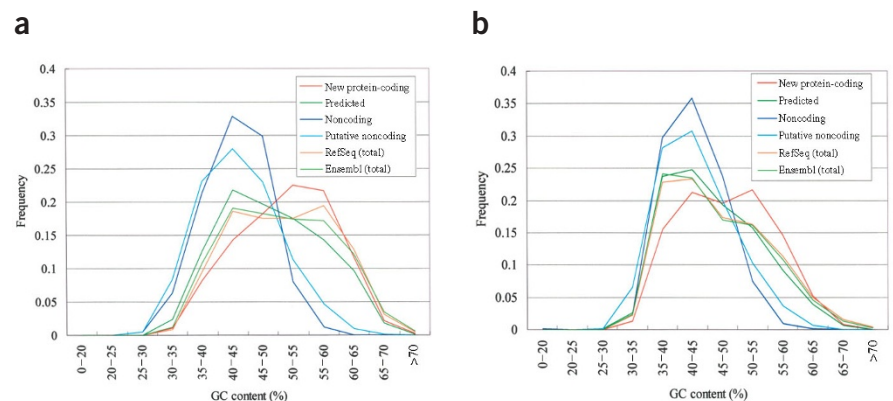 a
0.4
0.35
0.3
0.25
0.2
0.15
0.1
0.05
0
Frequency
New protein-coding
Predicted
Noncoding
Putative noncoding
RefSeq (total)
Ensembl (total)
0–20
20–25
25–30
30–35
35–40
40–45
45–50
50–55
55–60
60–65
65–70
>70
GC content (%)
b
0.4
0.35
0.3
0.25
0.2
0.15
0.1
0.05
0
Frequency
New protein-coding
Predicted
Noncoding
Putative noncoding
RefSeq (total)
Ensembl (total)
0–20
20–25
25–30
30–35
35–40
40–45
45–50
50–55
55–60
60–65
65–70
>70
GC content (%)